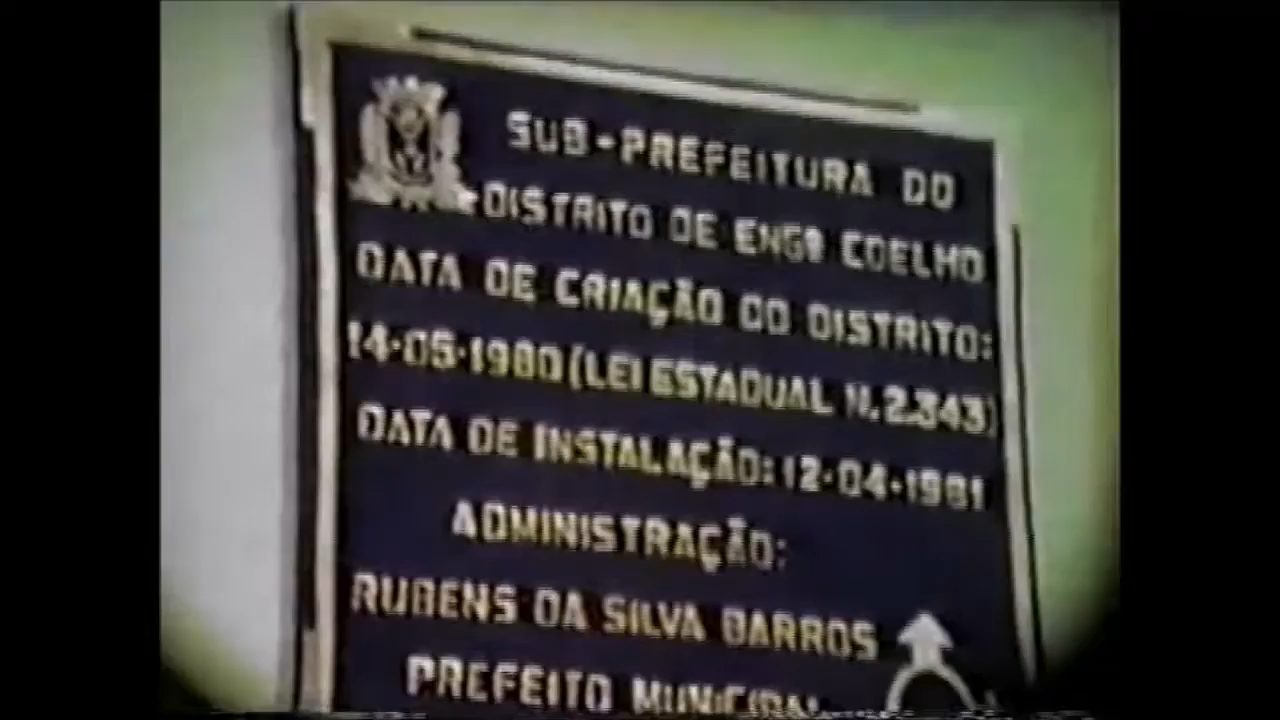 SUB-PREFEITURA DO
DISTRITO DE ENGº COELHO
DATA DE CRIAÇÃO DO DISTRITO:
14-05-1980 (LEI ESTADUAL N.2.343)
DATA DE INSTALAÇÃO: 12-04-1981
ADMINISTRAÇÃO:
RUBENS DA SILVA BARROS
PREFEITO MUNICIPAL